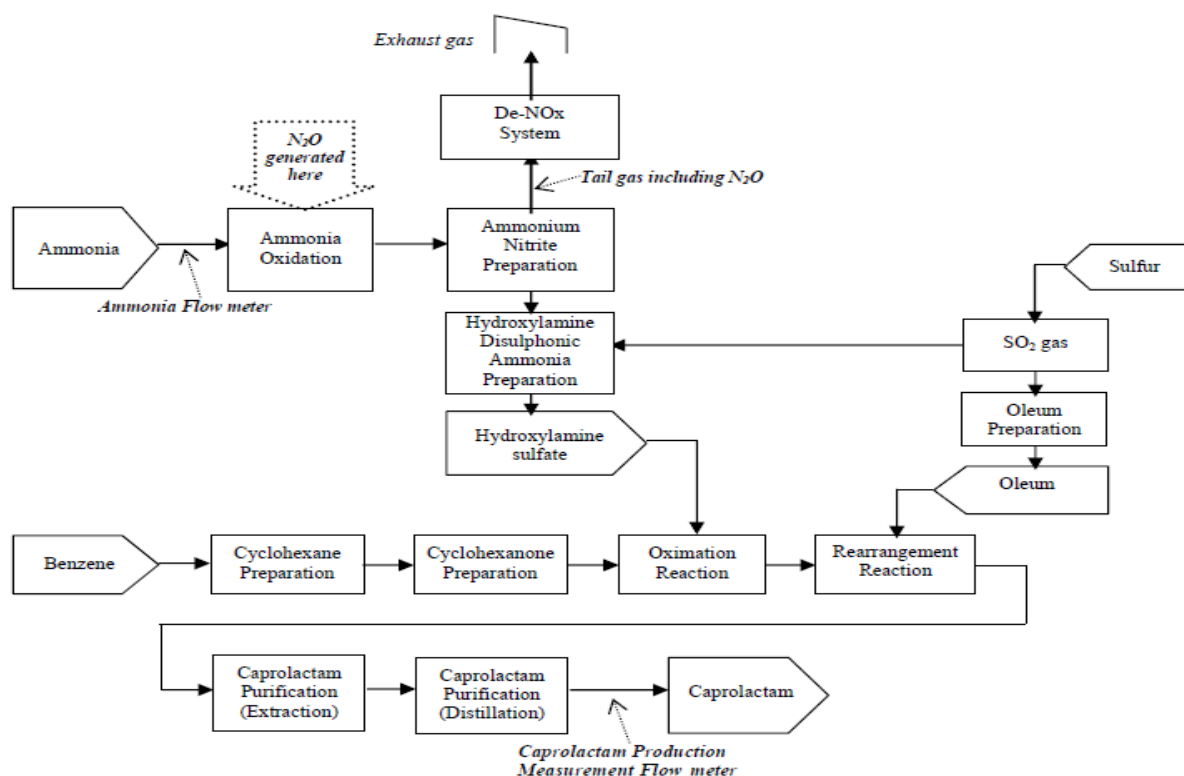 Exhaust gas
De-NOx
System
N₂O
generated
here
Tail gas including N₂O
Ammonia
Ammonia
Oxidation
Ammonium
Nitrite
Preparation
Sulfur
Ammonia Flow meter
Hydroxylamine
Disulphonic
Ammonia
Preparation
SO₂ gas
Oleum
Preparation
Hydroxylamine
sulfate
Oleum
Benzene
Cyclohexane
Preparation
Cyclohexanone
Preparation
Oximation
Reaction
Rearrangement
Reaction
Caprolactam
Purification
(Extraction)
Caprolactam
Purification
(Distillation)
Caprolactam
Caprolactam Production
Measurement Flow meter